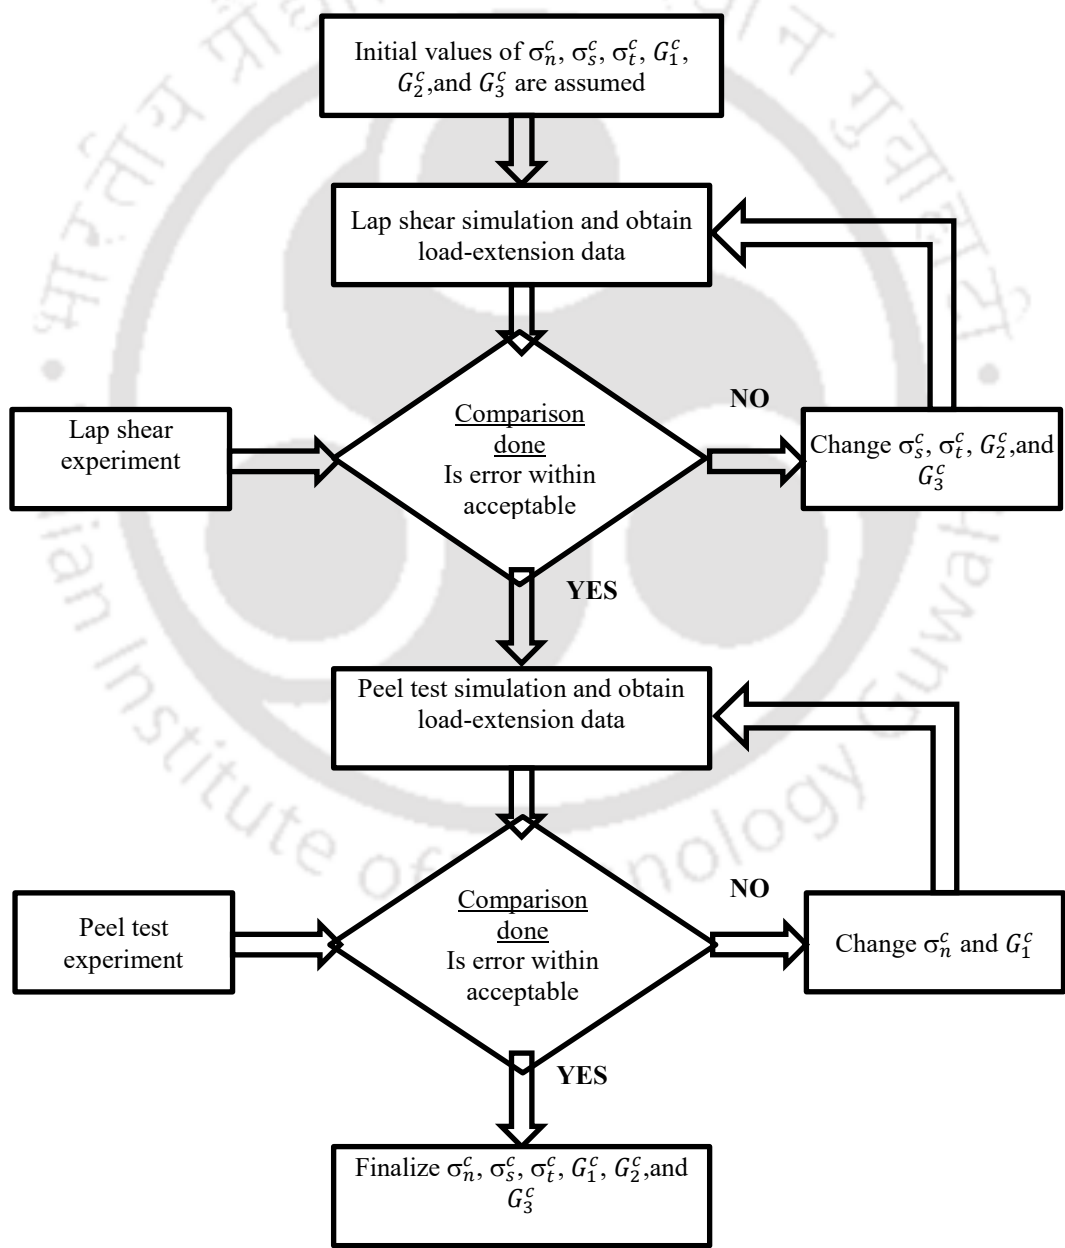 Initial values of σₙᶜ, σₛᶜ, σₜᶜ, G₁ᶜ,
G₂ᶜ,and G₃ᶜ are assumed
Lap shear simulation and obtain
load-extension data
Lap shear
experiment
Comparison
done
Is error within
acceptable
NO
Change σₛᶜ, σₜᶜ, G₂ᶜ,and
G₃ᶜ
YES
Peel test simulation and obtain
load-extension data
Peel test
experiment
Comparison
done
Is error within
acceptable
NO
Change σₙᶜ and G₁ᶜ
YES
Finalize σₙᶜ, σₛᶜ, σₜᶜ, G₁ᶜ, G₂ᶜ,and
G₃ᶜ
Institute of
Guwah